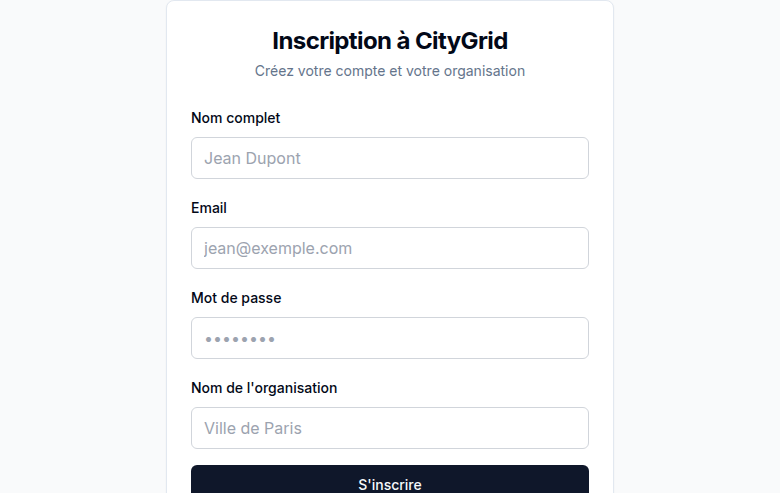 Inscription à CityGrid
Créez votre compte et votre organisation
Nom complet
Jean Dupont
Email
jean@exemple.com
Mot de passe
••••••••
Nom de l'organisation
Ville de Paris
S'inscrire